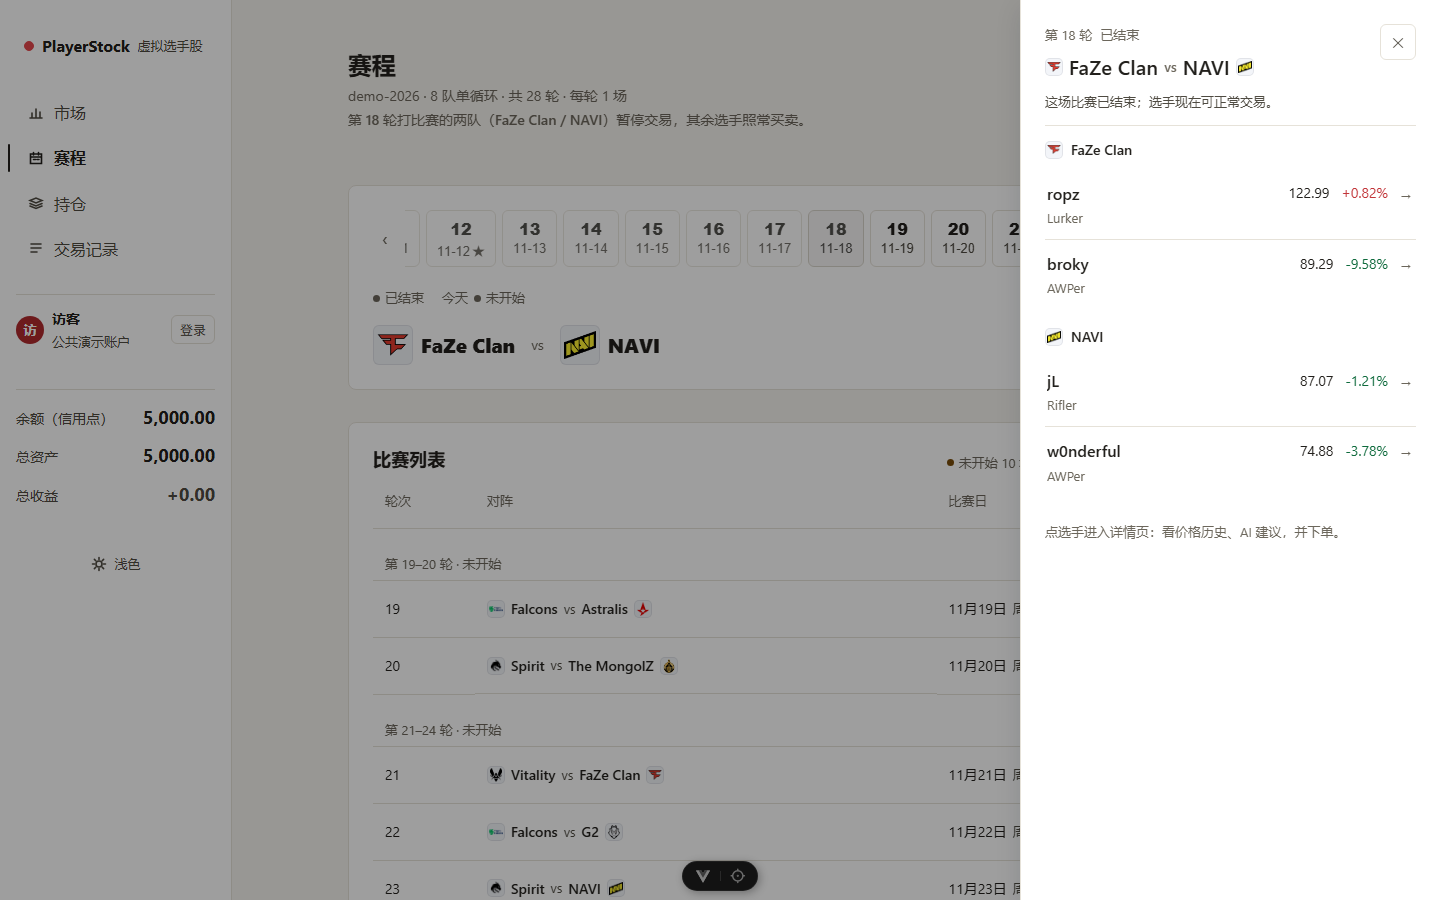 PlayerStock 虚拟选手股
市场
赛程
持仓
交易记录
访 访客
公共演示账户
登录
余额（信用点） 5,000.00
总资产 5,000.00
总收益 +0.00
浅色
赛程
demo-2026 · 8 队单循环 · 共 28 轮 · 每轮 1 场
第 18 轮打比赛的两队（FaZe Clan / NAVI）暂停交易，其余选手照常买卖。
‹ 12 13 14 15 16 17 18 19 20
11-12 ★ 11-13 11-14 11-15 11-16 11-17 11-18 11-19 11-20 11-
已结束 今天 未开始
FaZe Clan vs NAVI
比赛列表
未开始 10
轮次 对阵 比赛日
第 19–20 轮 · 未开始
19 Falcons vs Astralis 11月19日
20 Spirit vs The MongolZ 11月20日
第 21–24 轮 · 未开始
21 Vitality vs FaZe Clan 11月21日
22 Falcons vs G2 11月22日
23 Spirit vs NAVI 11月23日
第 18 轮 已结束
FaZe Clan vs NAVI
这场比赛已结束；选手现在可正常交易。
FaZe Clan
ropz 122.99 +0.82% →
Lurker
broky 89.29 -9.58% →
AWPer
NAVI
jL 87.07 -1.21% →
Rifler
w0nderful 74.88 -3.78% →
AWPer
点选手进入详情页：看价格历史、AI 建议，并下单。